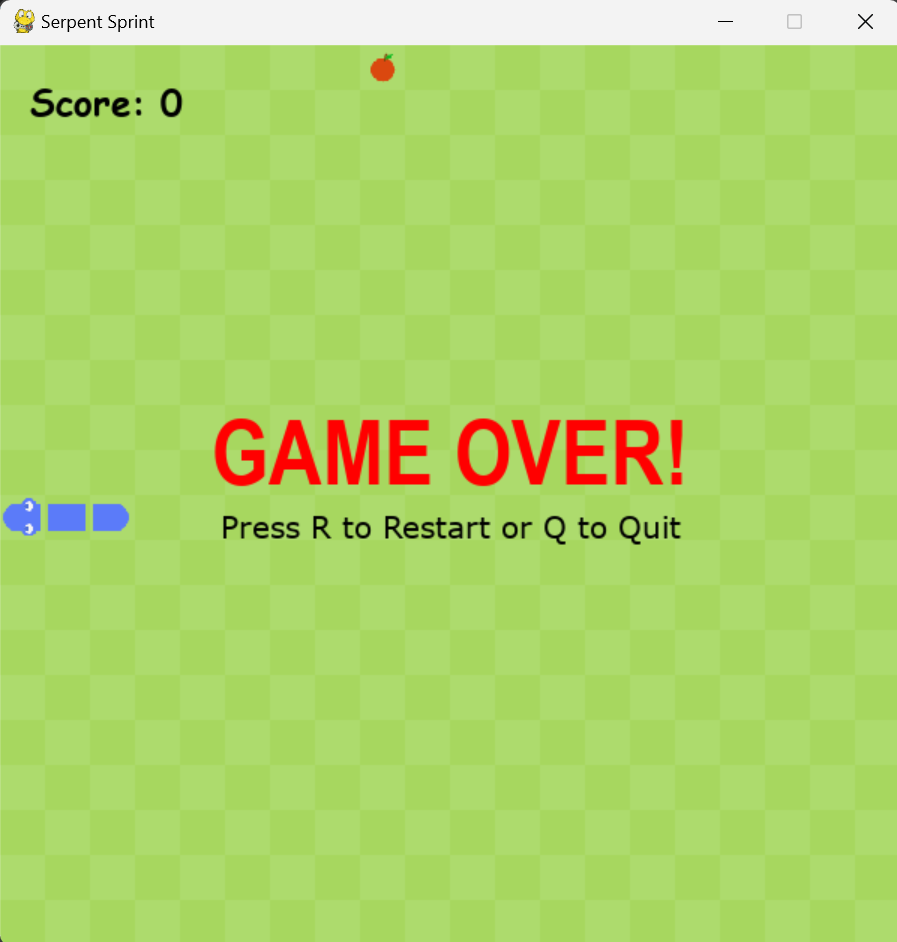 Serpent Sprint
Score: 0
GAME OVER!
Press R to Restart or Q to Quit